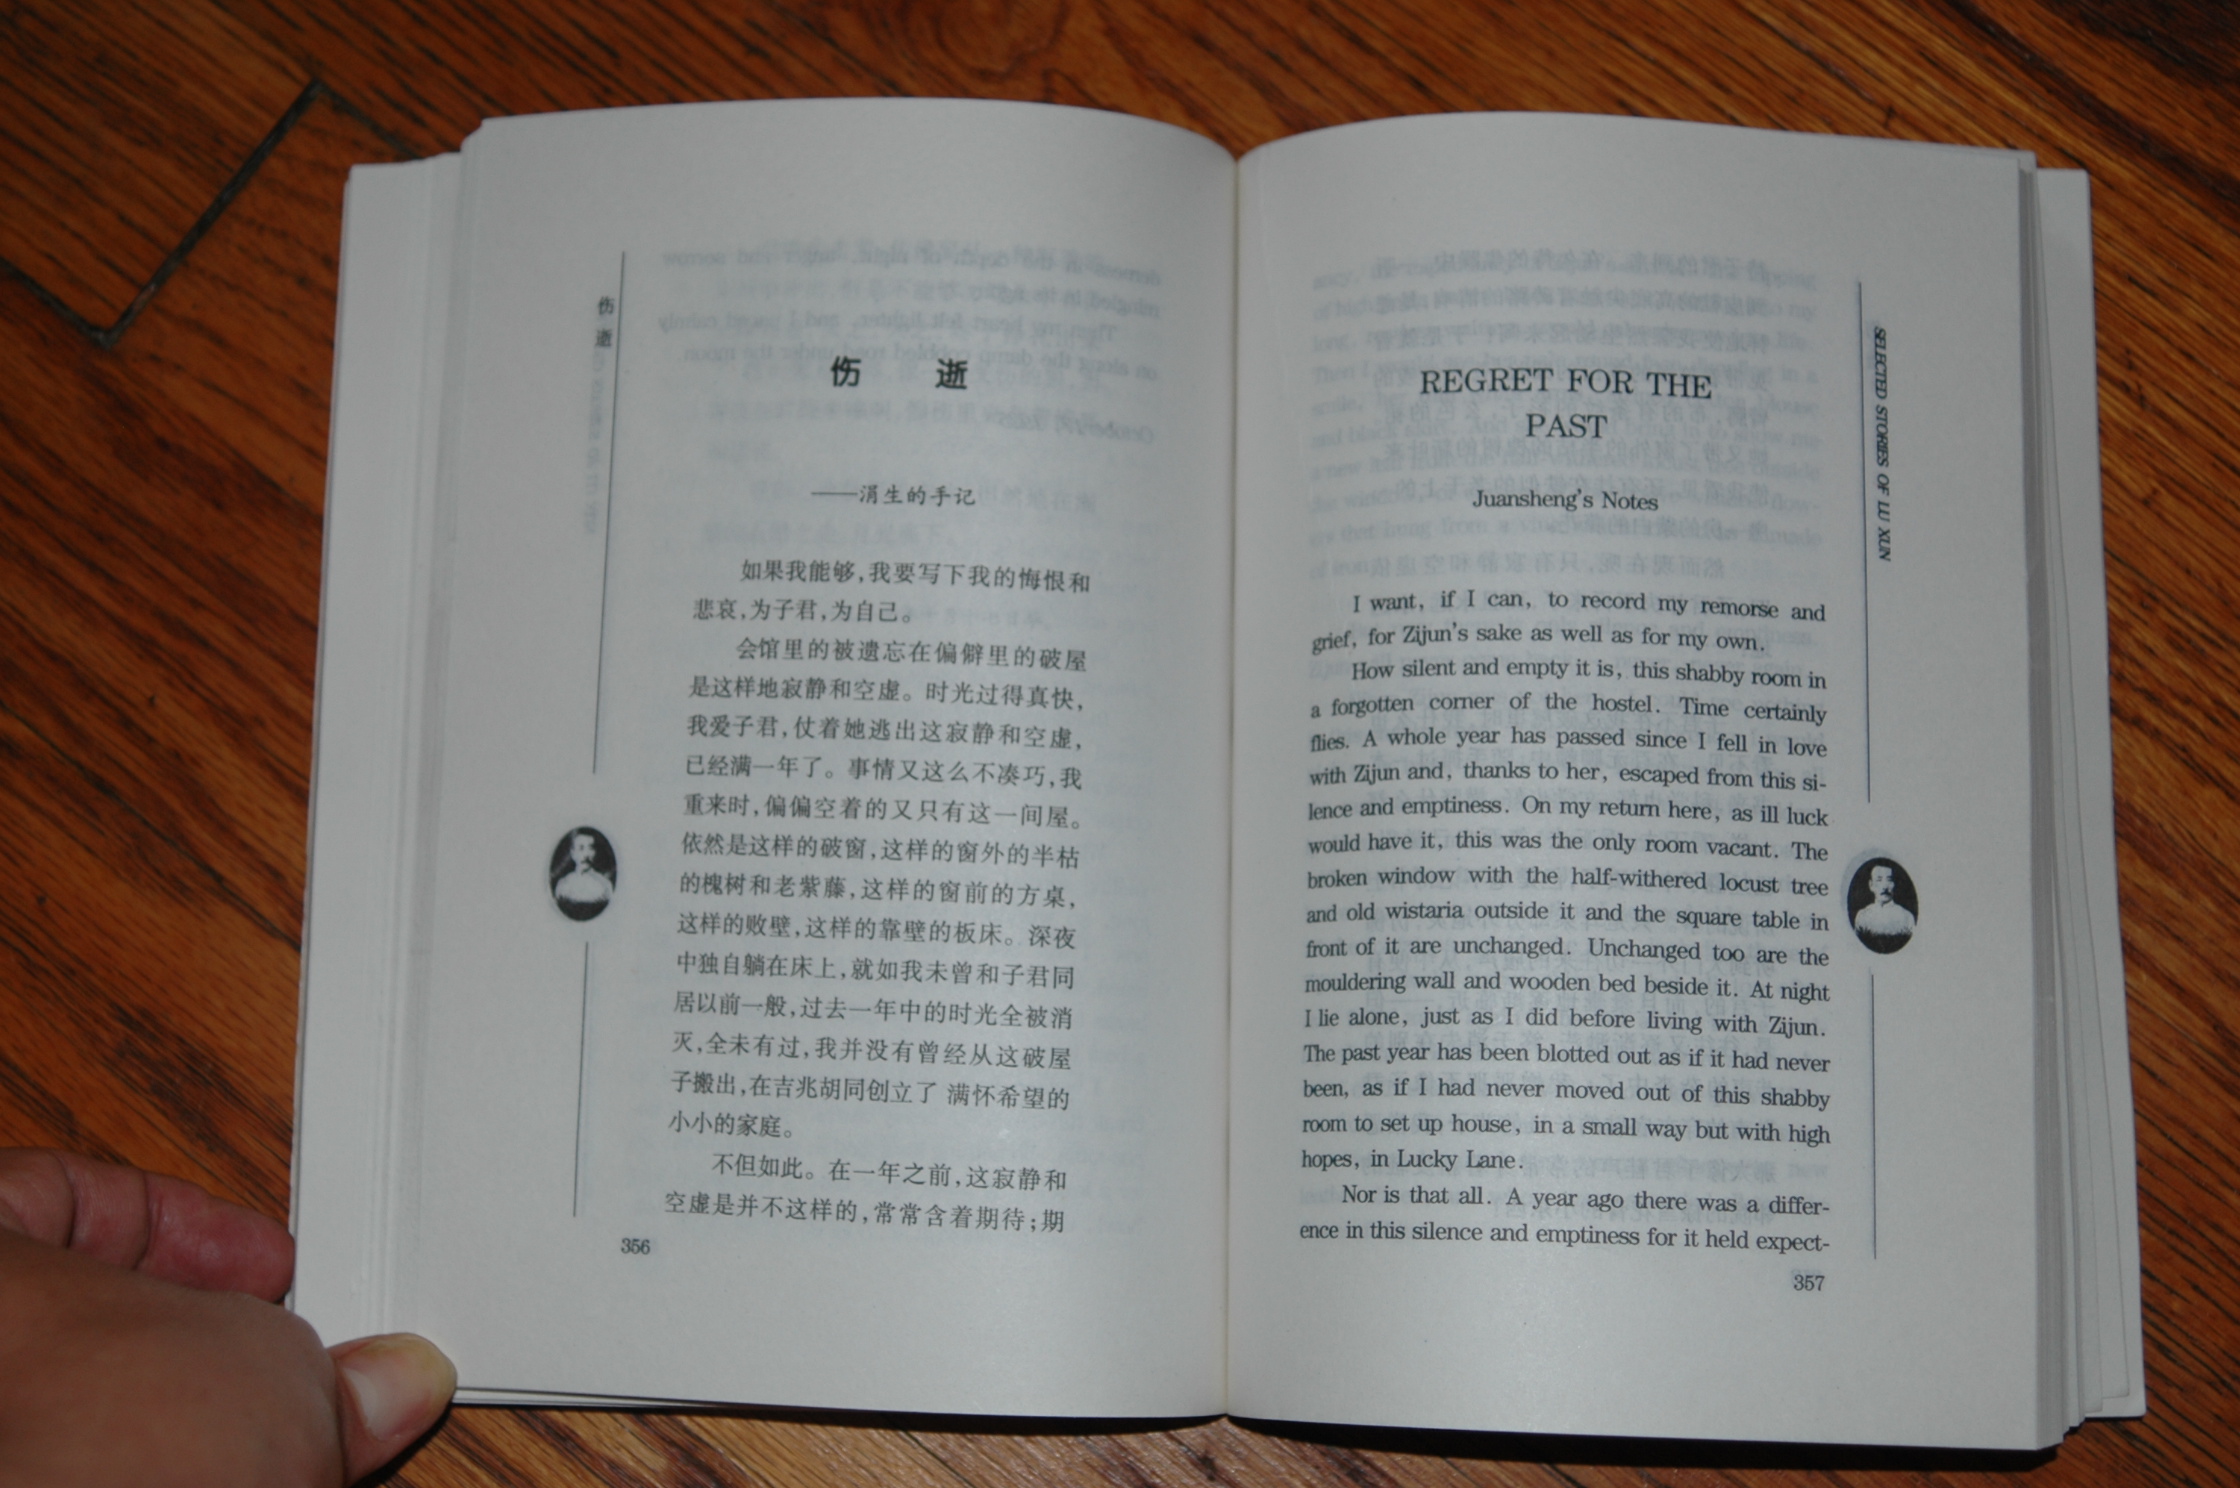 伤逝
伤 逝
——涓生的手记
如果我能够,我要写下我的悔恨和
悲哀,为子君,为自己。
会馆里的被遗忘在偏僻里的破屋
是这样地寂静和空虚。时光过得真快,
我爱子君,仗着她逃出这寂静和空虚,
已经满一年了。事情又这么不凑巧,我
重来时,偏偏空着的又只有这一间屋。
依然是这样的破窗,这样的窗外的半枯
的槐树和老紫藤,这样的窗前的方桌,
这样的败壁,这样的靠壁的板床。深夜
中独自躺在床上,就如我未曾和子君同
居以前一般,过去一年中的时光全被消
灭,全未有过,我并没有曾经从这破屋
子搬出,在吉兆胡同创立了 满怀希望的
小小的家庭。
不但如此。在一年之前,这寂静和
空虚是并不这样的,常常含着期待;期
356
SELECTED STORIES OF LU XUN
REGRET FOR THE
PAST
Juansheng's Notes
I want, if I can, to record my remorse and
grief, for Zijun's sake as well as for my own.
How silent and empty it is, this shabby room in
a forgotten corner of the hostel. Time certainly
flies. A whole year has passed since I fell in love
with Zijun and, thanks to her, escaped from this si-
lence and emptiness. On my return here, as ill luck
would have it, this was the only room vacant. The
broken window with the half-withered locust tree
and old wistaria outside it and the square table in
front of it are unchanged. Unchanged too are the
mouldering wall and wooden bed beside it. At night
I lie alone, just as I did before living with Zijun.
The past year has been blotted out as if it had never
been, as if I had never moved out of this shabby
room to set up house, in a small way but with high
hopes, in Lucky Lane.
Nor is that all. A year ago there was a differ-
ence in this silence and emptiness for it held expect-
357